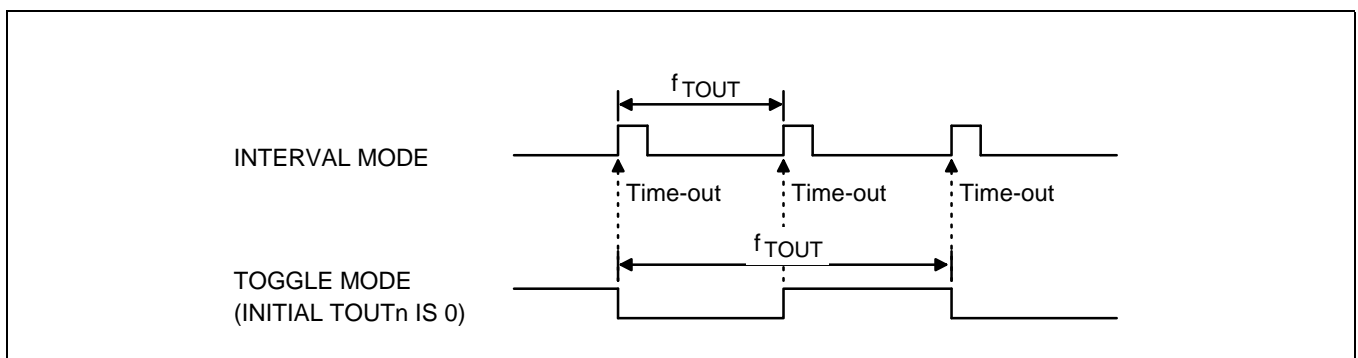 f TOUT
INTERVAL MODE
Time-out Time-out Time-out
f TOUT
TOGGLE MODE
(INITIAL TOUTn IS 0)